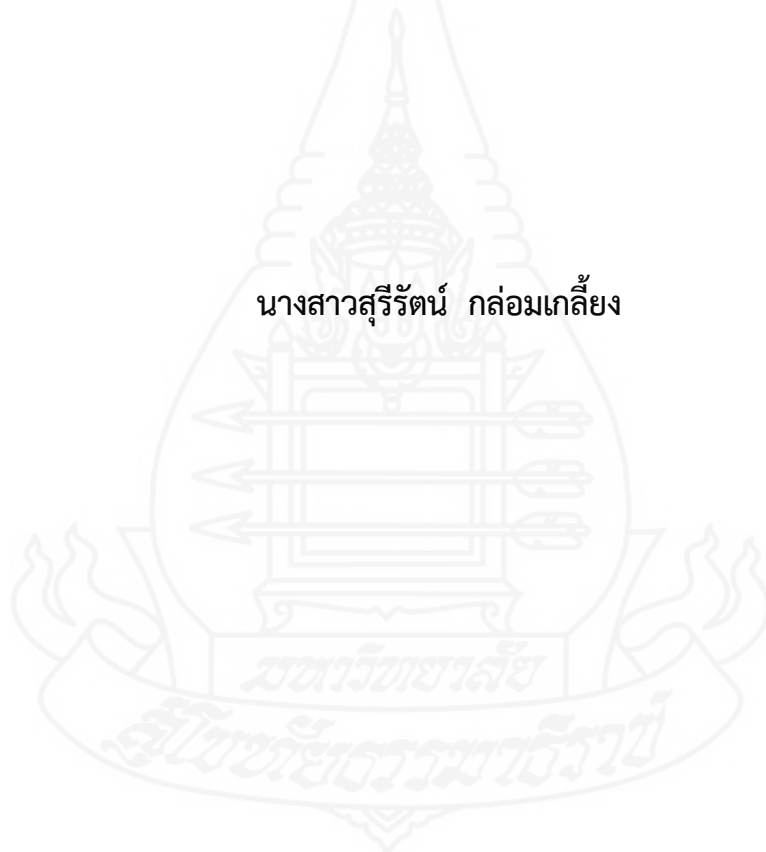 นางสาวสุรีรัตน์ กล่อมเกลี้ยง
มหาวิทยาลัย
สุโขทัยธรรมาธิราช